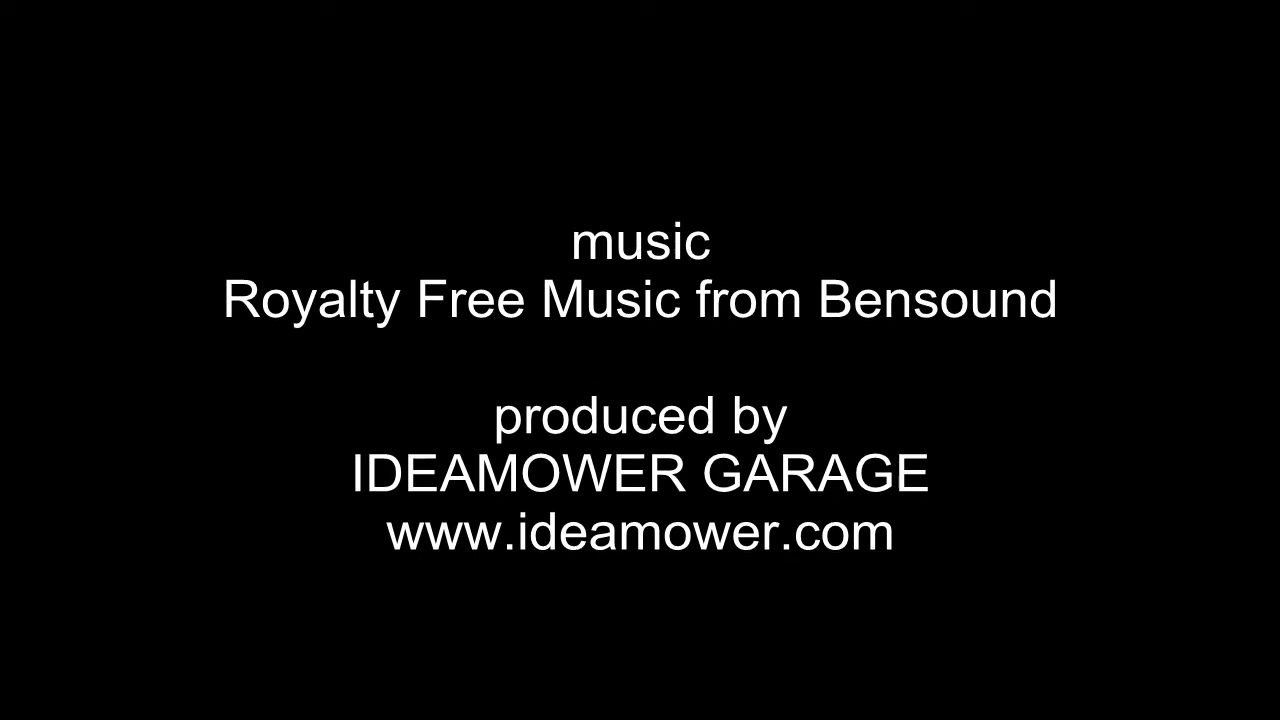 music
Royalty Free Music from Bensound
produced by
IDEAMOWER GARAGE
www.ideamower.com